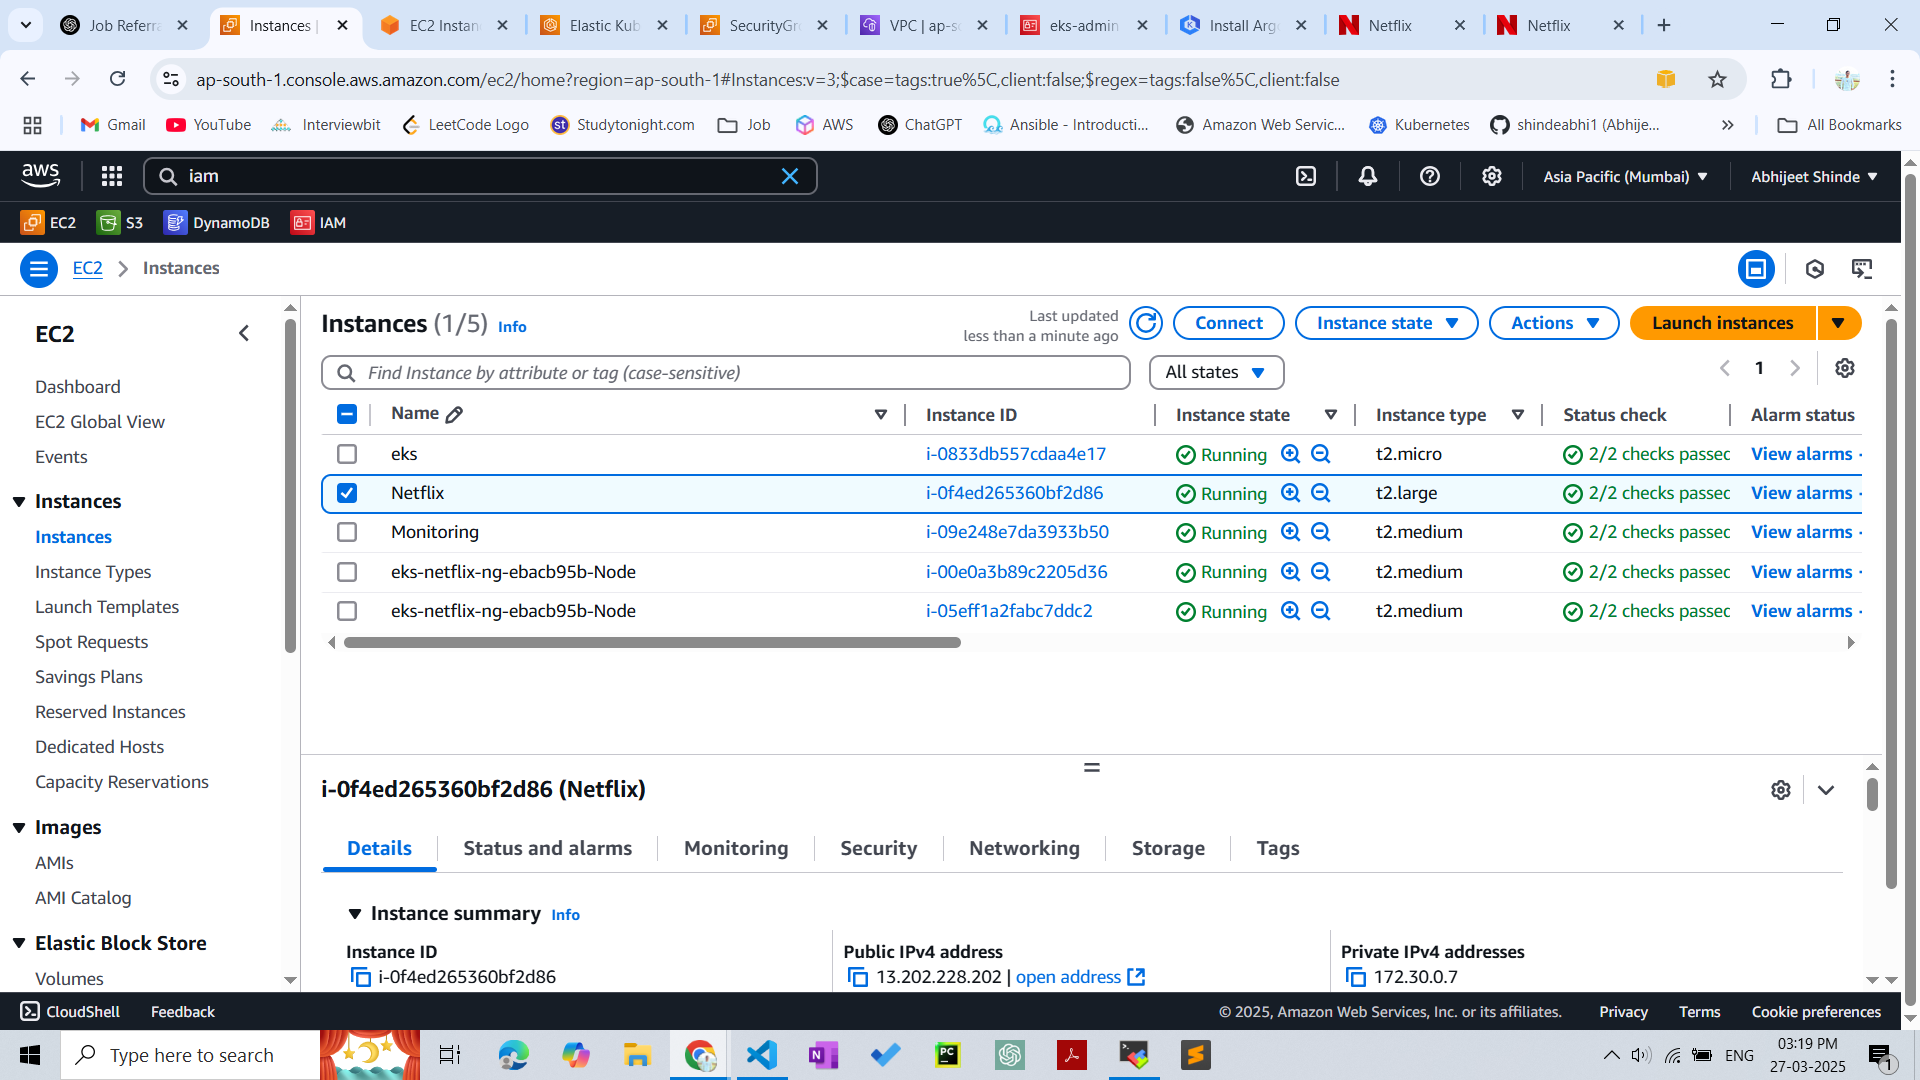 Job Referra
Instances |
EC2 Instan
Elastic Kub
SecurityGro
VPC | ap-so
eks-admin
Install Argo
Netflix
Netflix
ap-south-1.console.aws.amazon.com/ec2/home?region=ap-south-1#Instances:v=3;$case=tags:true%5C,client:false;$regex=tags:false%5C,client:false
Gmail
YouTube
Interviewbit
LeetCode Logo
Studytonight.com
Job
AWS
ChatGPT
Ansible - Introducti...
Amazon Web Servic...
Kubernetes
shindeabhi1 (Abhije...
All Bookmarks
aws
iam
Asia Pacific (Mumbai)
Abhijeet Shinde
EC2
S3
DynamoDB
IAM
EC2
Instances
EC2
Dashboard
EC2 Global View
Events
Instances
Instances
Instance Types
Launch Templates
Spot Requests
Savings Plans
Reserved Instances
Dedicated Hosts
Capacity Reservations
Images
AMIs
AMI Catalog
Elastic Block Store
Volumes
Instances (1/5) Info
Last updated
less than a minute ago
Connect
Instance state
Actions
Launch instances
Find Instance by attribute or tag (case-sensitive)
All states
1
Name Instance ID Instance state Instance type Status check Alarm status
eks i-0833db557cdaa4e17 Running t2.micro 2/2 checks passed View alarms
Netflix i-0f4ed265360bf2d86 Running t2.large 2/2 checks passed View alarms
Monitoring i-09e248e7da3933b50 Running t2.medium 2/2 checks passed View alarms
eks-netflix-ng-ebacb95b-Node i-00e0a3b89c2205d36 Running t2.medium 2/2 checks passed View alarms
eks-netflix-ng-ebacb95b-Node i-05eff1a2fabc7ddc2 Running t2.medium 2/2 checks passed View alarms
i-0f4ed265360bf2d86 (Netflix)
Details
Status and alarms
Monitoring
Security
Networking
Storage
Tags
Instance summary Info
Instance ID
i-0f4ed265360bf2d86
Public IPv4 address
13.202.228.202 | open address
Private IPv4 addresses
172.30.0.7
CloudShell
Feedback
© 2025, Amazon Web Services, Inc. or its affiliates.
Privacy
Terms
Cookie preferences
Type here to search
ENG
03:19 PM
27-03-2025
1